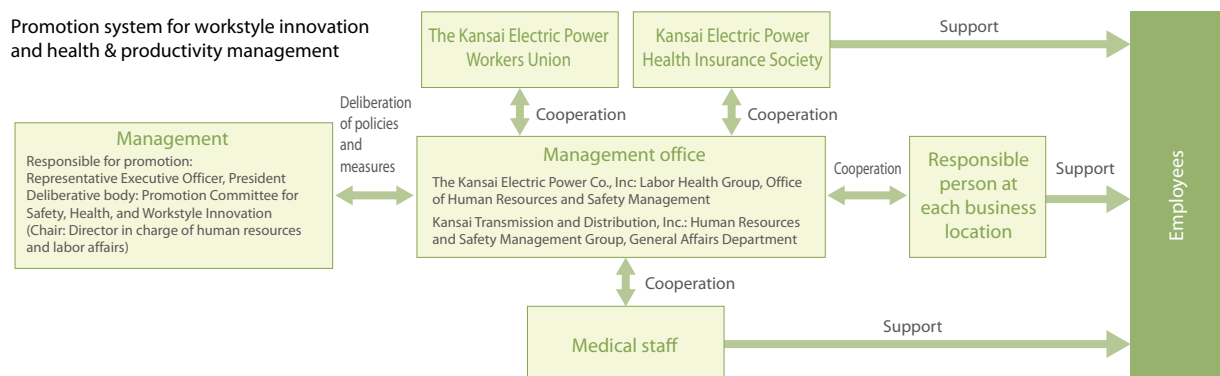 Promotion system for workstyle innovation
and health & productivity management
The Kansai Electric Power
Workers Union
Kansai Electric Power
Health Insurance Society
Support
Cooperation
Cooperation
Deliberation
of policies
and
measures
Management
Responsible for promotion:
Representative Executive Officer, President
Deliberative body: Promotion Committee for
Safety, Health, and Workstyle Innovation
(Chair: Director in charge of human resources
and labor affairs)
Management office
The Kansai Electric Power Co., Inc: Labor Health Group, Office
of Human Resources and Safety Management
Kansai Transmission and Distribution, Inc.: Human Resources
and Safety Management Group, General Affairs Department
Cooperation
Responsible
person at
each business
location
Support
Employees
Cooperation
Medical staff
Support